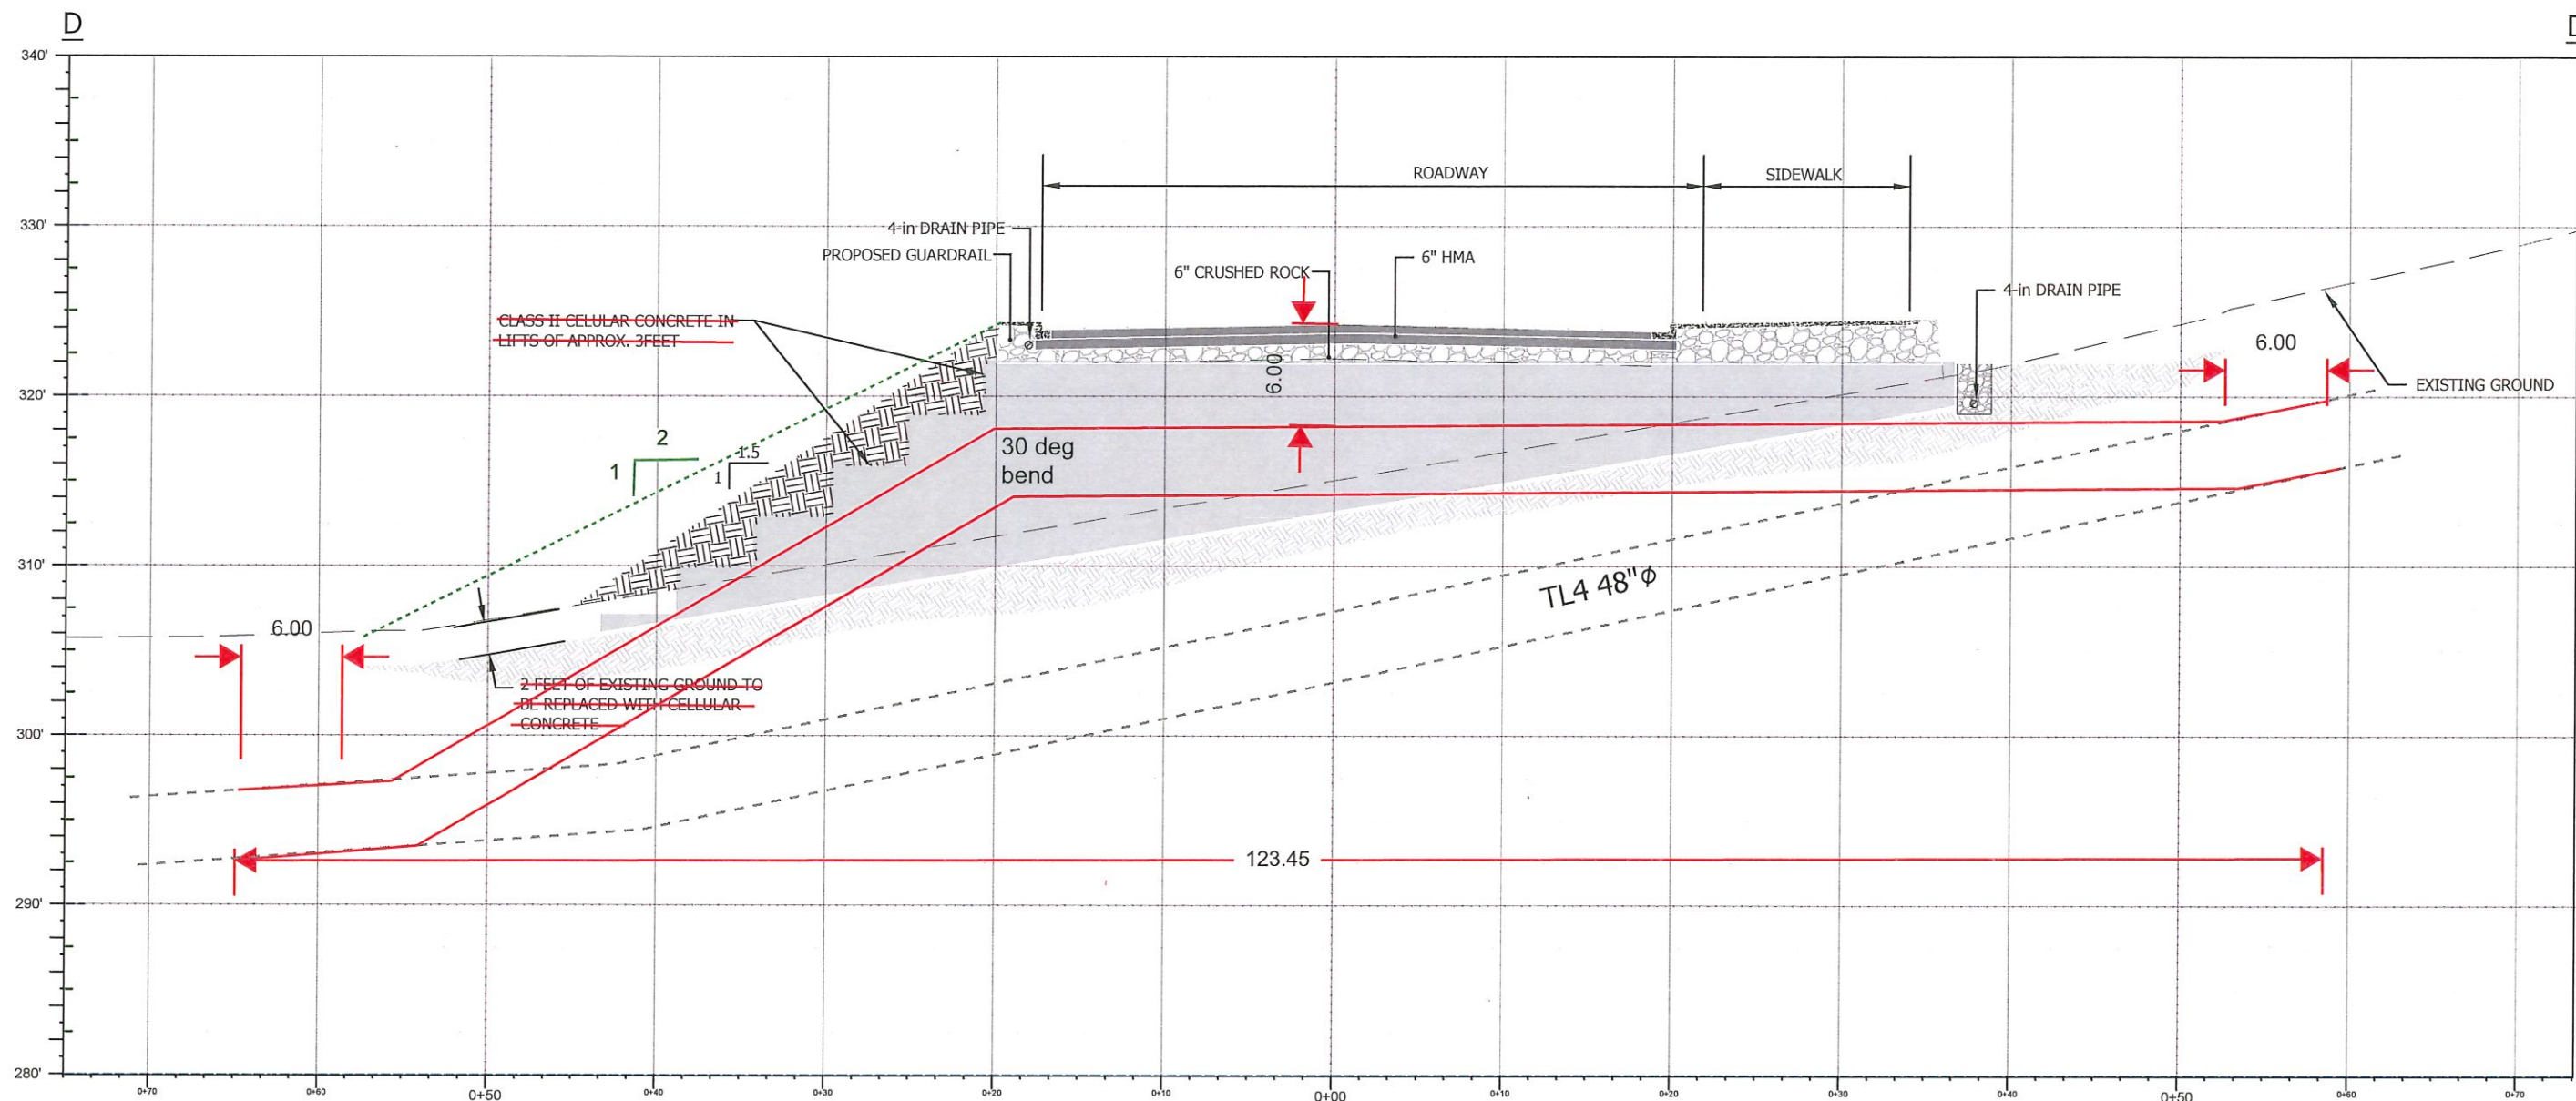 D
340'
330'
320'
310'
300'
290'
280'
ROADWAY
SIDEWALK
4-in DRAIN PIPE
PROPOSED GUARDRAIL
6" CRUSHED ROCK
6" HMA
4-in DRAIN PIPE
CLASS II CELULAR CONCRETE IN
LIFTS OF APPROX. 3FEET
6.00
6.00
EXISTING GROUND
2
1
1.5
1
30 deg
bend
TL4 48"ϕ
6.00
2 FEET OF EXISTING GROUND TO
BE REPLACED WITH CELLULAR
CONCRETE
123.45
0+70
0+60
0+50
0+40
0+30
0+20
0+10
0+00
0+10
0+20
0+30
0+40
0+50
0+60
0+70